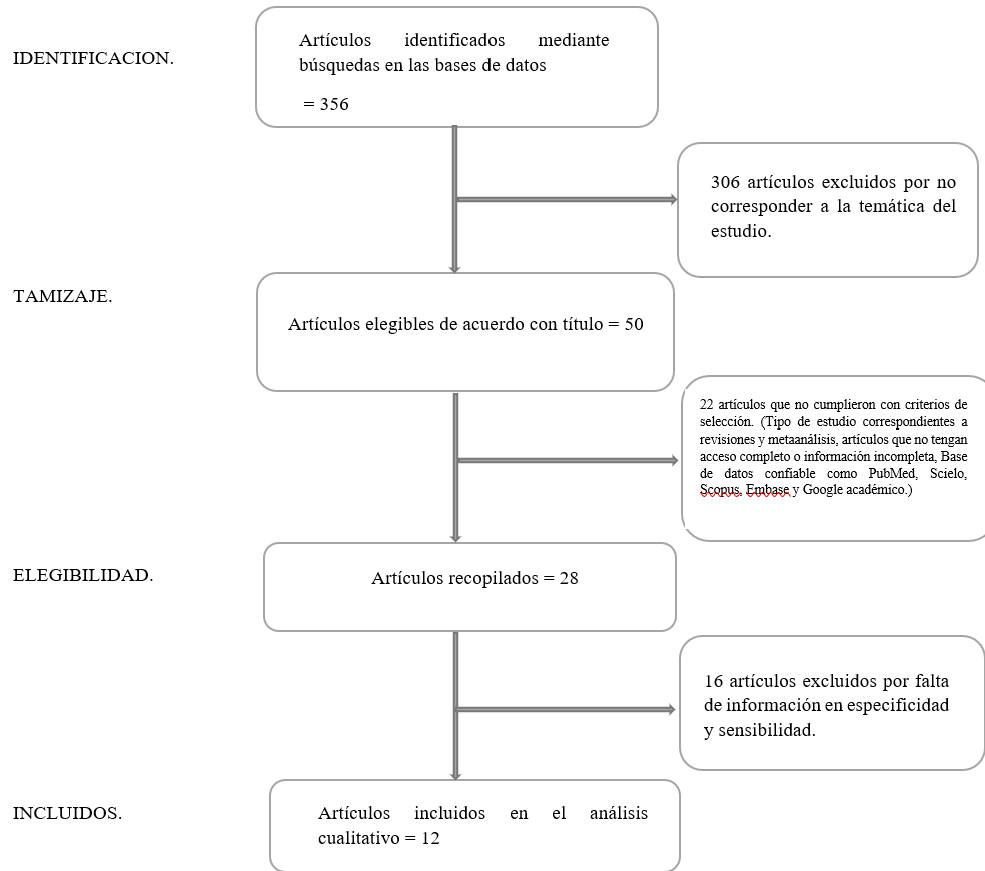 IDENTIFICACION.
Artículos identificados mediante
búsquedas en las bases de datos
= 356
306 artículos excluidos por no
corresponder a la temática del
estudio.
TAMIZAJE.
Artículos elegibles de acuerdo con título = 50
22 artículos que no cumplieron con criterios de
selección. (Tipo de estudio correspondientes a
revisiones y metaanálisis, artículos que no tengan
acceso completo o información incompleta, Base
de datos confiable como PubMed, Scielo,
Scopus, Embase y Google académico.)
ELEGIBILIDAD.
Artículos recopilados = 28
16 artículos excluidos por falta
de información en especificidad
y sensibilidad.
INCLUIDOS.
Artículos incluidos en el análisis
cualitativo = 12